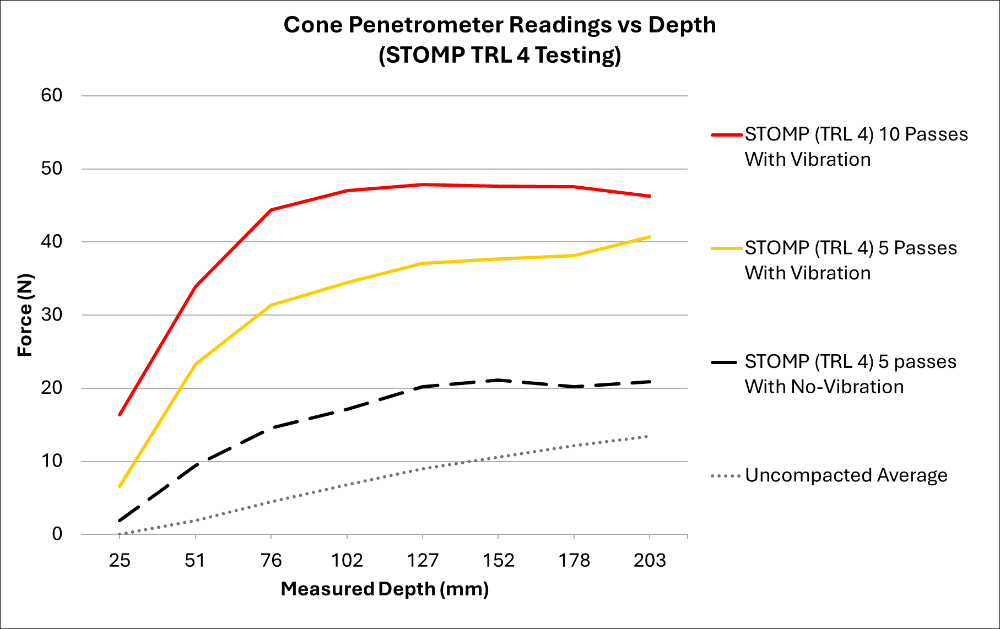 Cone Penetrometer Readings vs Depth
(STOMP TRL 4 Testing)
60
50
40
30
20
10
0
Force (N)
25 51 76 102 127 152 178 203
Measured Depth (mm)
STOMP (TRL 4) 10 Passes
With Vibration
STOMP (TRL 4) 5 Passes
With Vibration
STOMP (TRL 4) 5 passes
With No-Vibration
Uncompacted Average